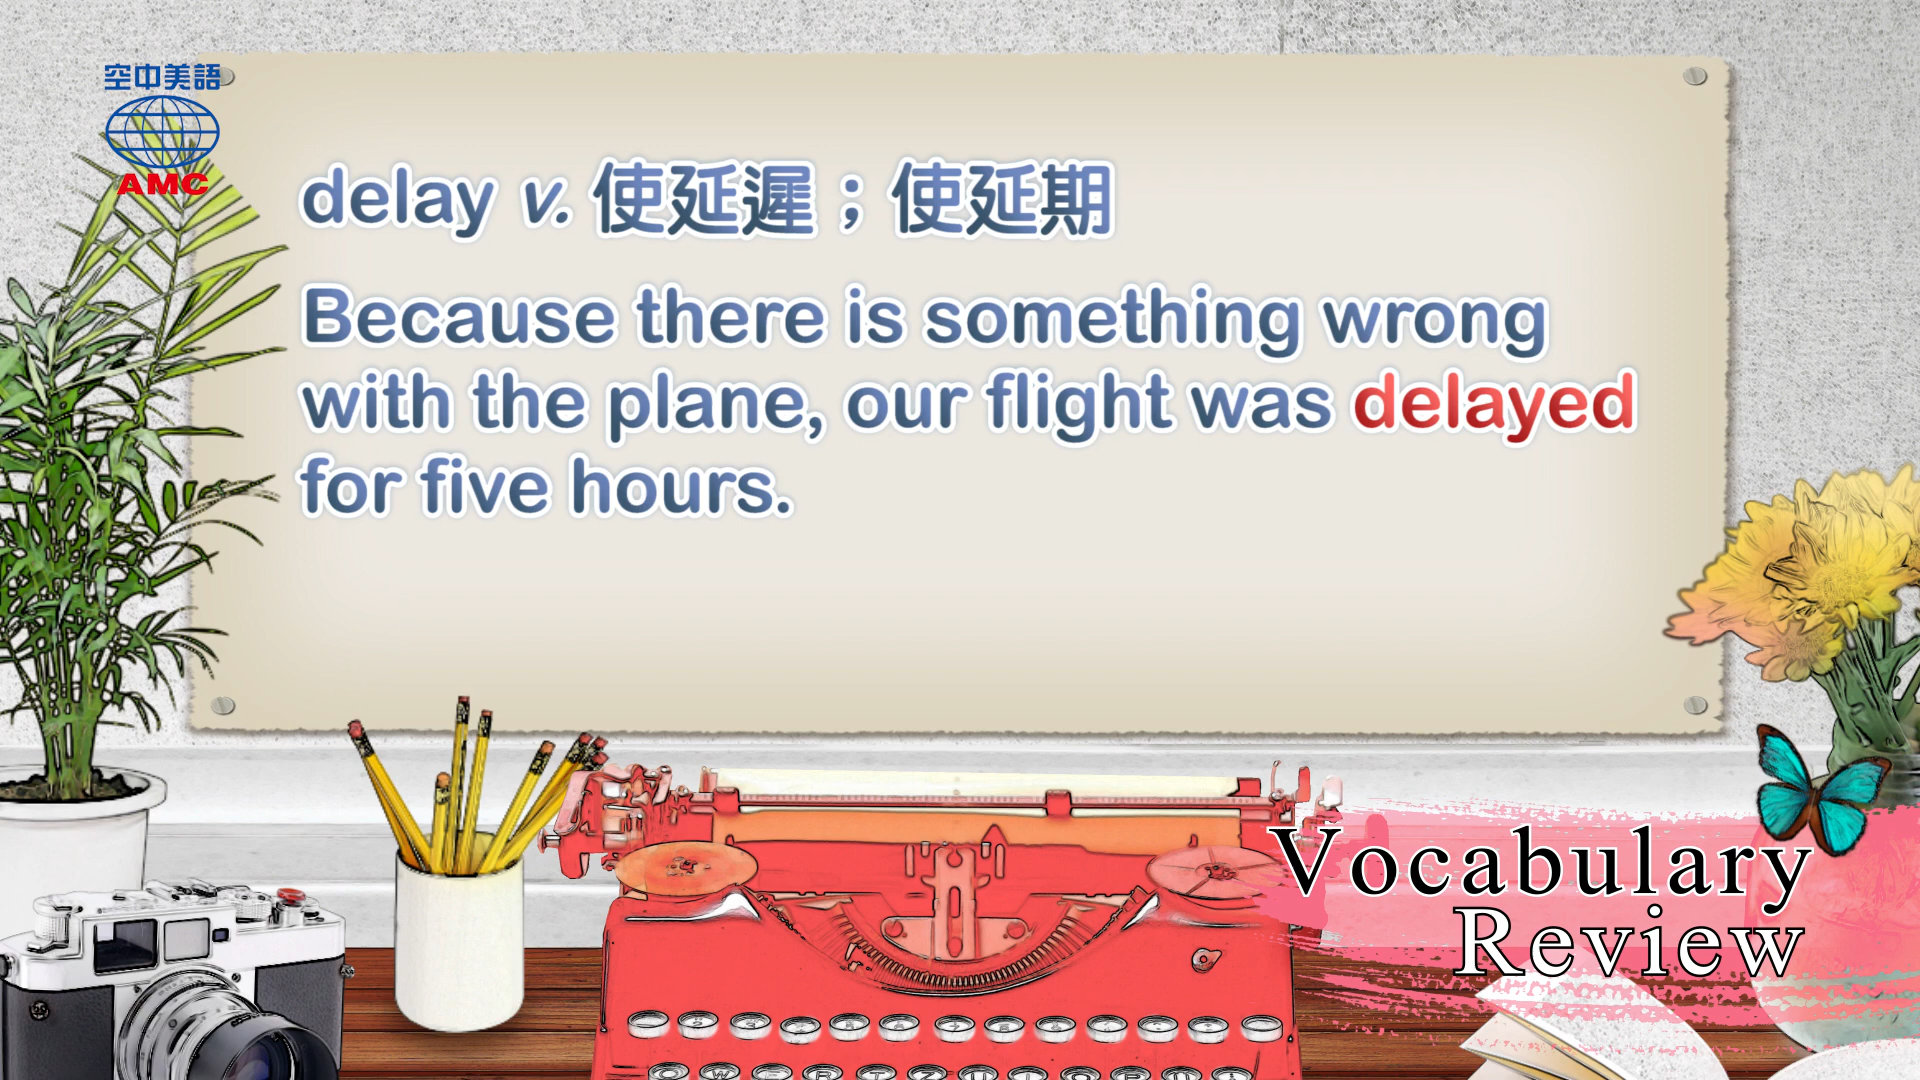 空中美語
AMC
delay v. 使延遲；使延期
Because there is something wrong
with the plane, our flight was delayed
for five hours.
Vocabulary
Review